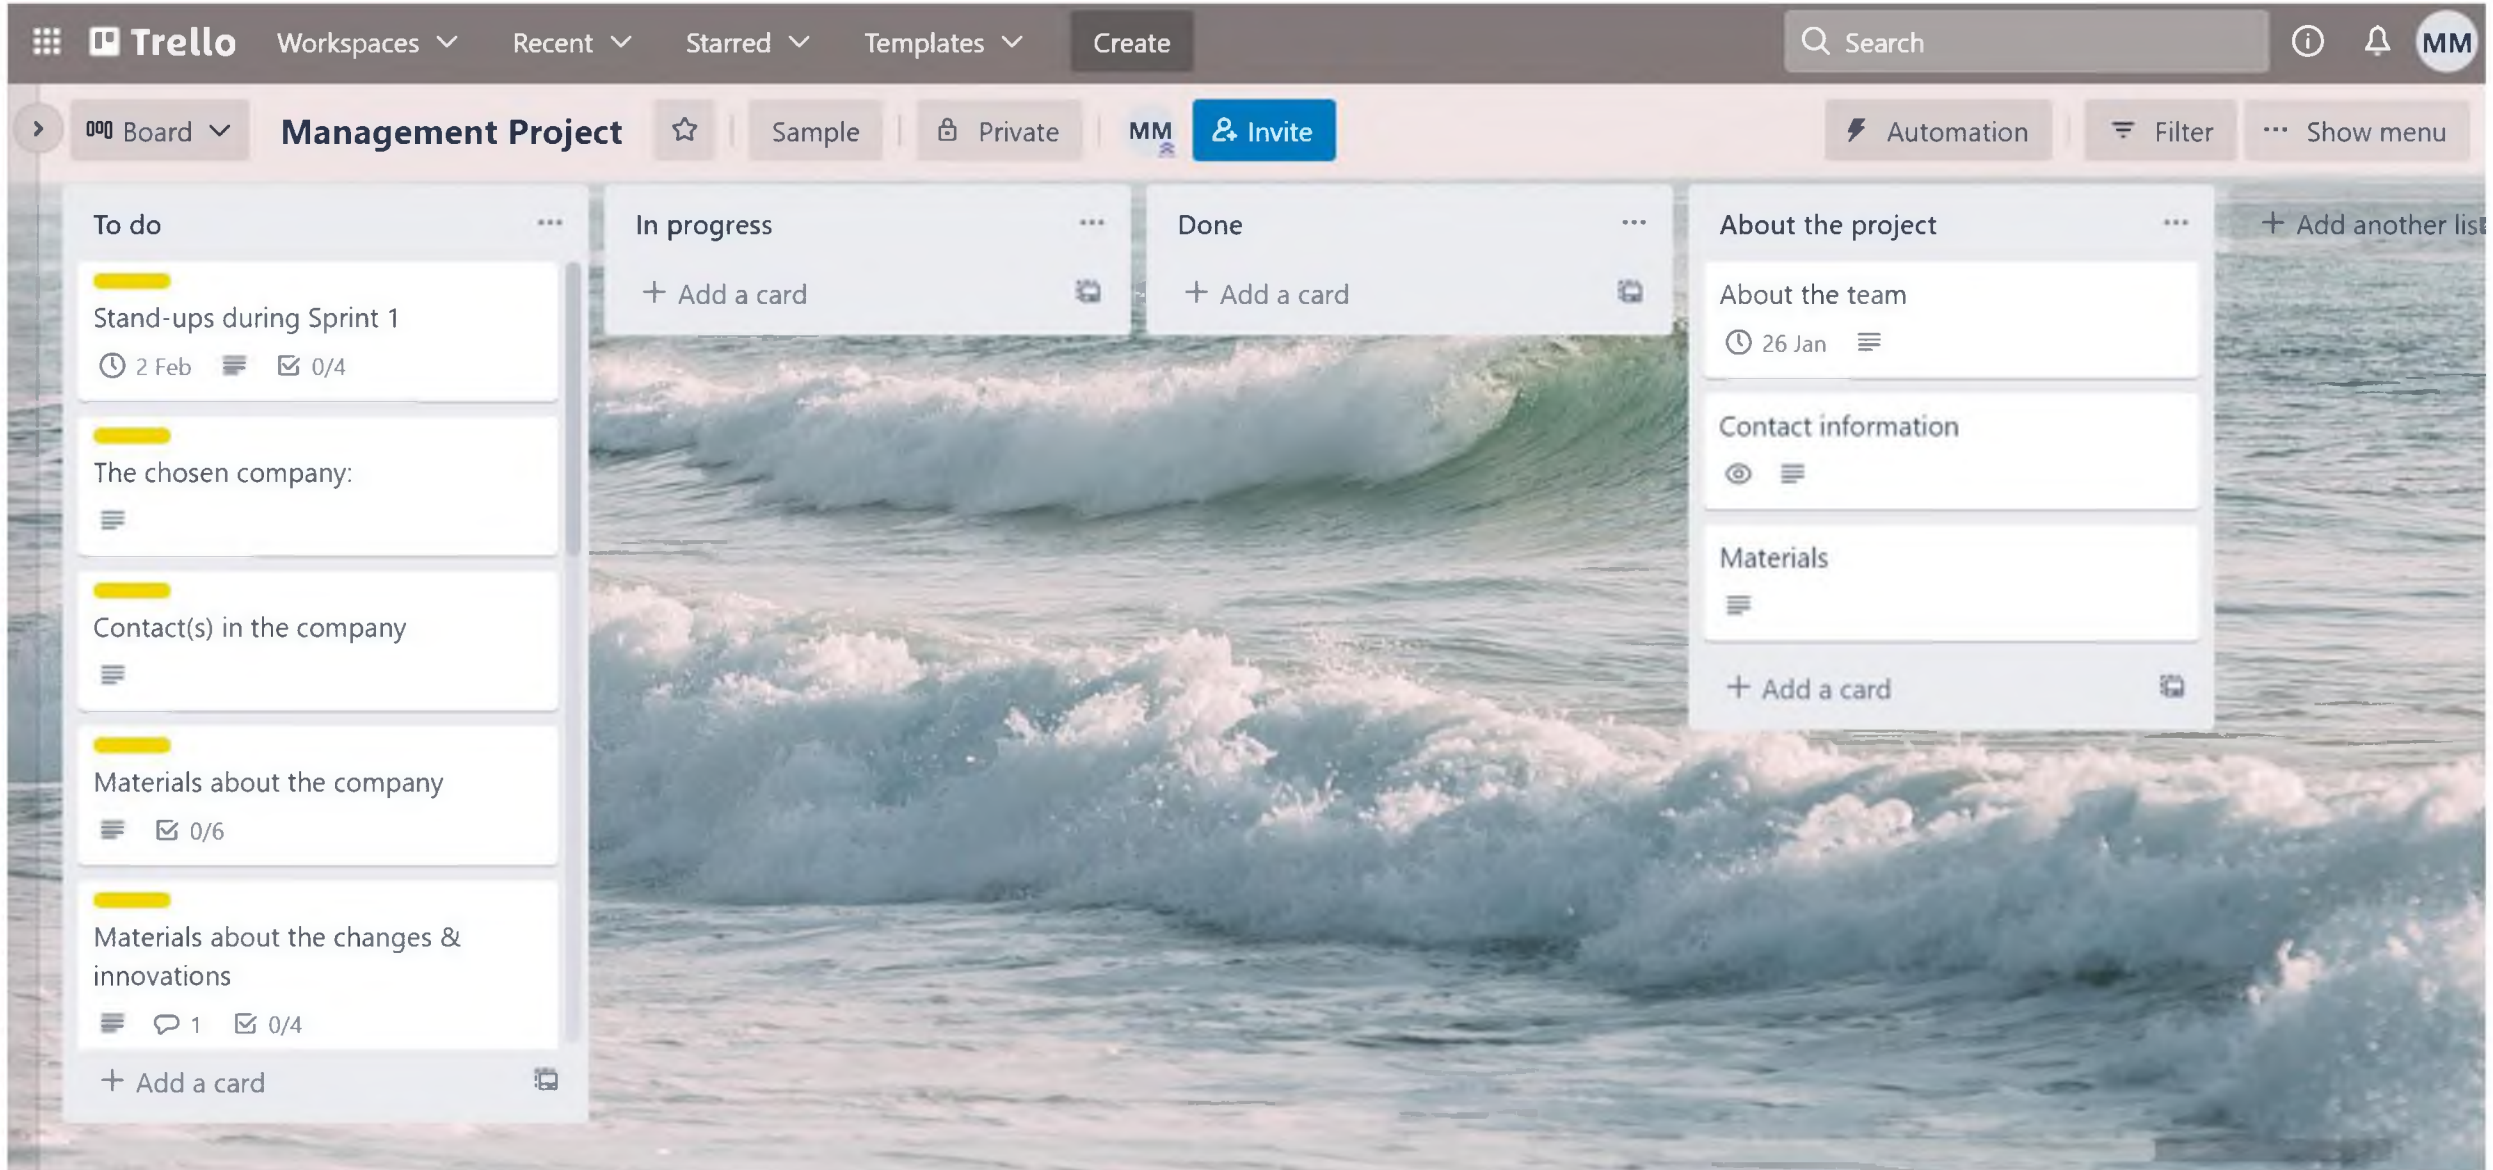 Trello Workspaces Recent Starred Templates Create Search MM
Board Management Project Sample Private MM Invite Automation Filter ... Show menu
To do ...
Stand-ups during Sprint 1
2 Feb 0/4
The chosen company:
Contact(s) in the company
Materials about the company
0/6
Materials about the changes &
innovations
1 0/4
+ Add a card
In progress ...
+ Add a card
Done ...
+ Add a card
About the project ...
About the team
26 Jan
Contact information
Materials
+ Add a card
+ Add another list